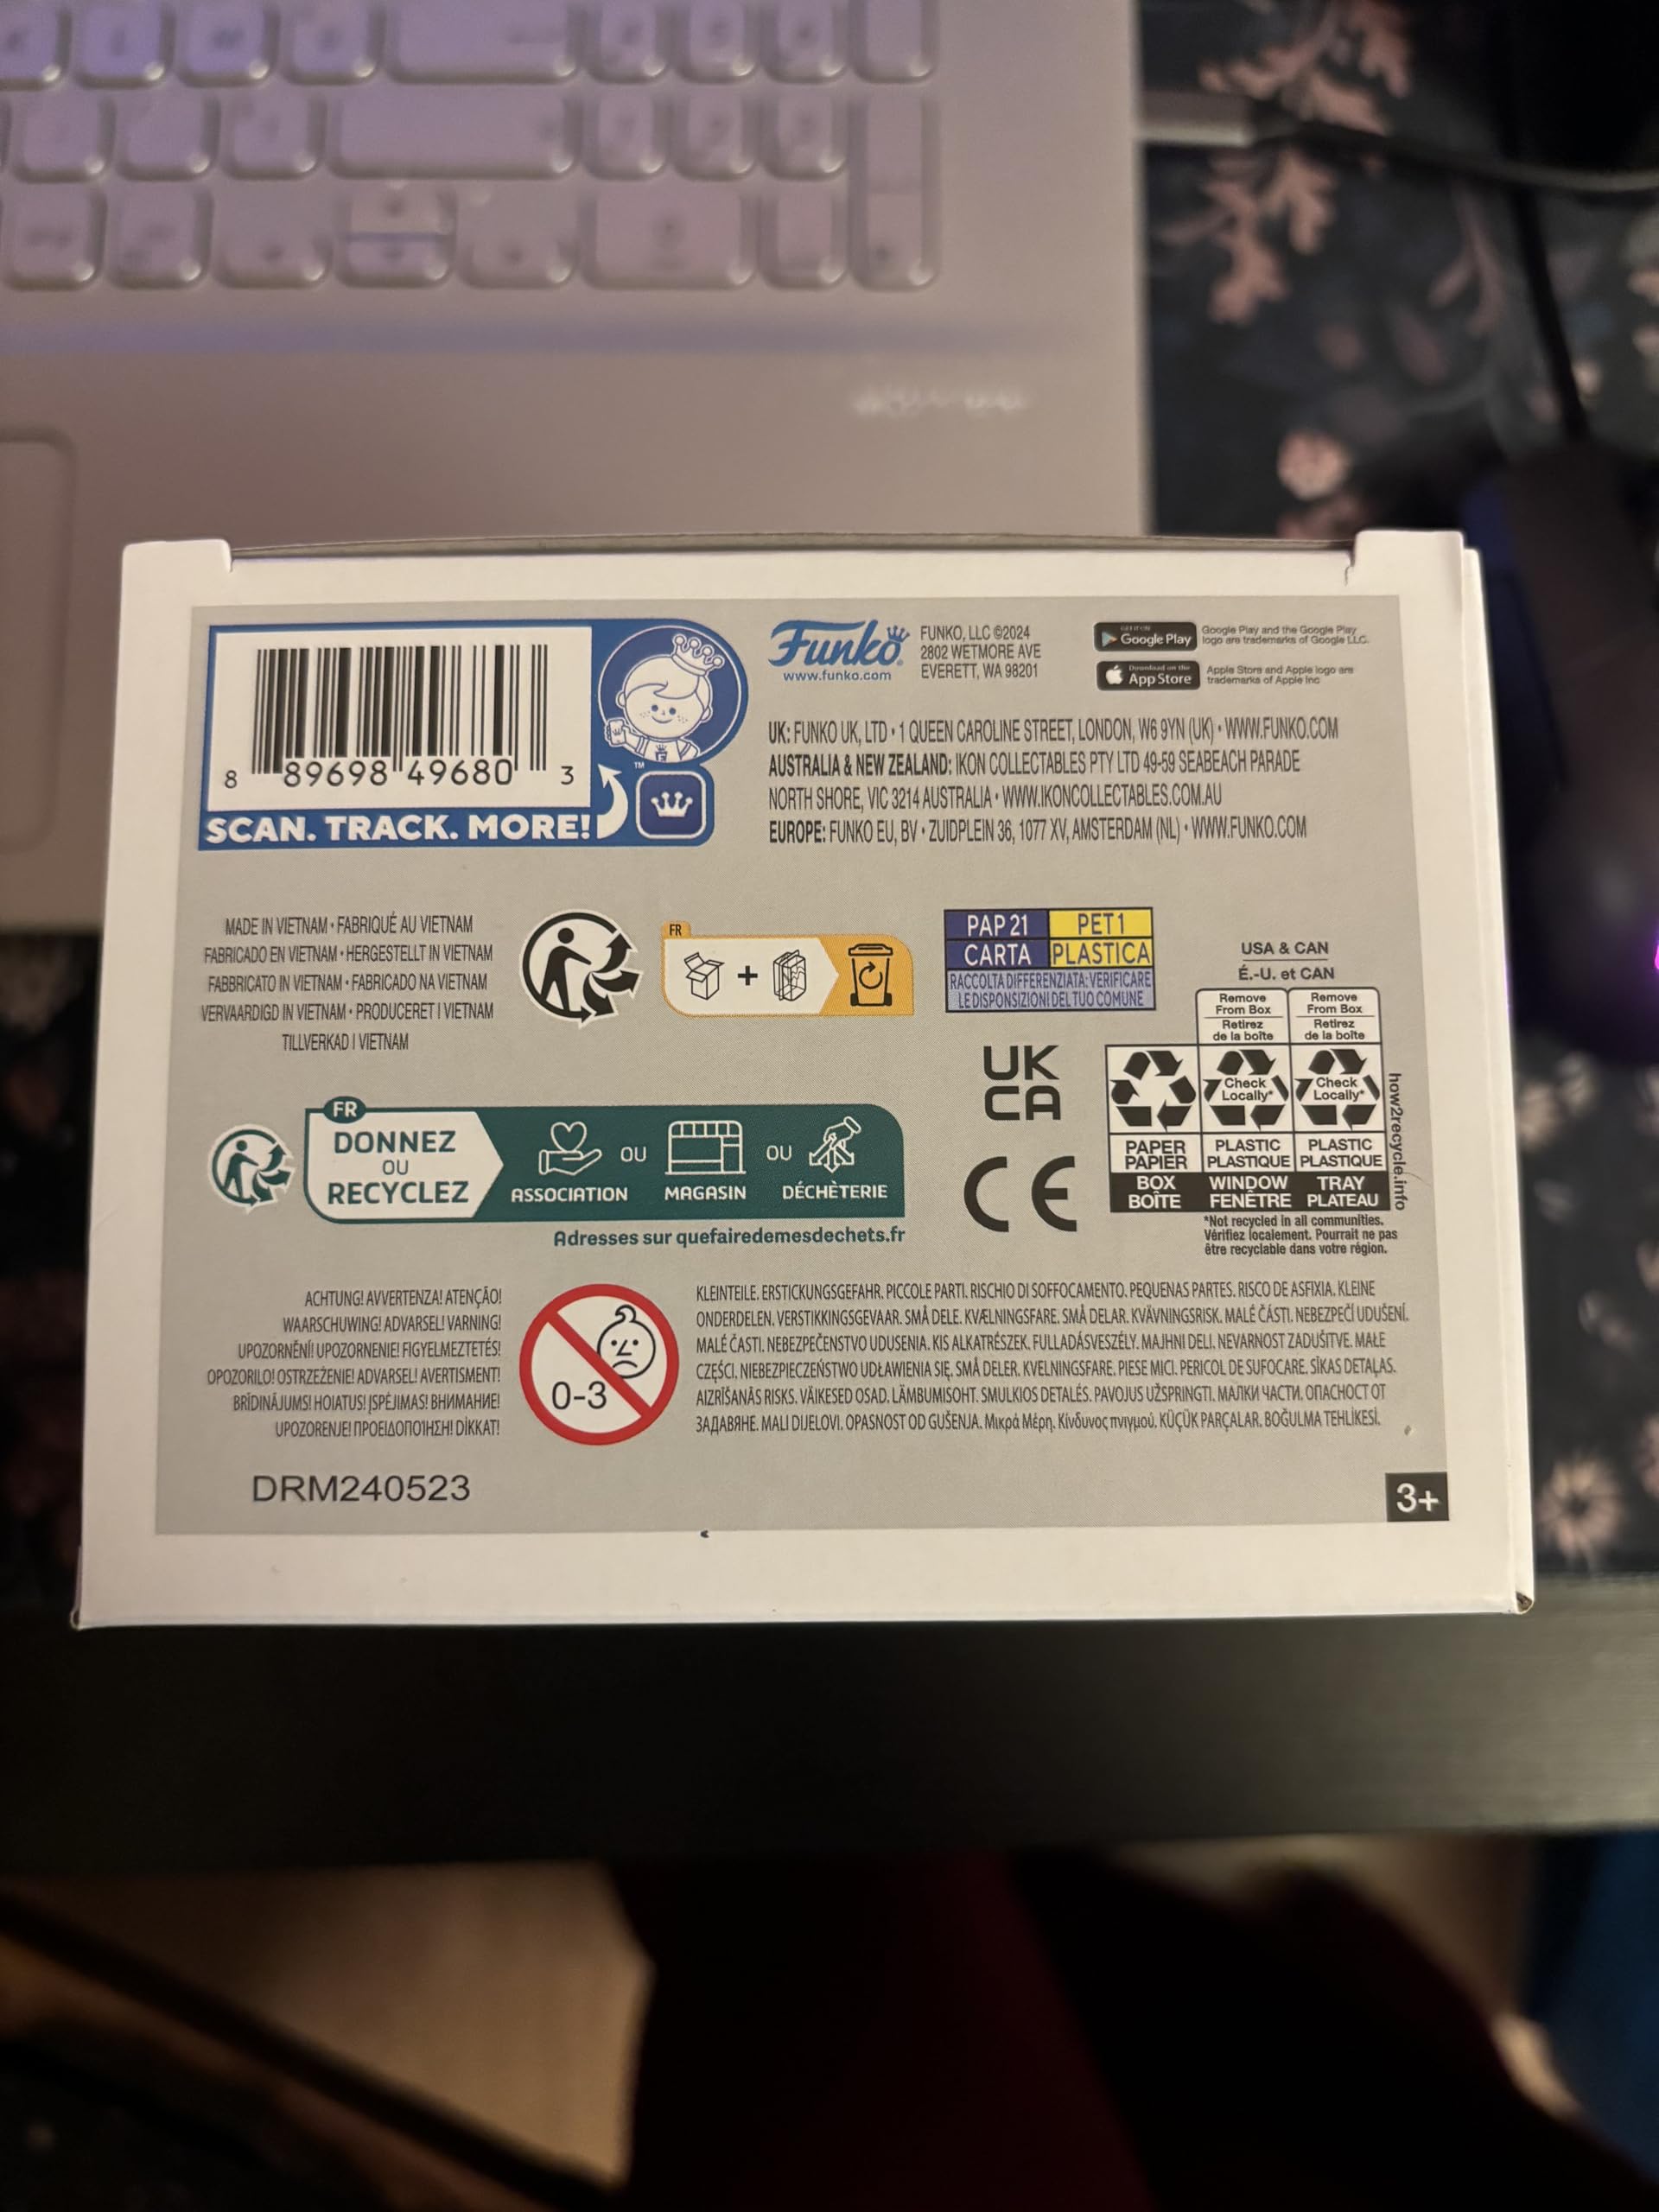 8 89698 49680 3
SCAN. TRACK. MORE!
TM
Funko
www.funko.com
FUNKO, LLC ©2024
2802 WETMORE AVE
EVERETT, WA 98201
GET IT ON
Google Play
Google Play and the Google Play
logo are trademarks of Google LLC.
Download on the
App Store
Apple Store and Apple logo are
trademarks of Apple Inc
UK: FUNKO UK, LTD • 1 QUEEN CAROLINE STREET, LONDON, W6 9YN (UK) • WWW.FUNKO.COM
AUSTRALIA & NEW ZEALAND: IKON COLLECTABLES PTY LTD 49-59 SEABEACH PARADE
NORTH SHORE, VIC 3214 AUSTRALIA • WWW.IKONCOLLECTABLES.COM.AU
EUROPE: FUNKO EU, BV • ZUIDPLEIN 36, 1077 XV, AMSTERDAM (NL) • WWW.FUNKO.COM
MADE IN VIETNAM • FABRIQUÉ AU VIETNAM
FABRICADO EN VIETNAM • HERGESTELLT IN VIETNAM
FABBRICATO IN VIETNAM • FABRICADO NA VIETNAM
VERVAARDIGD IN VIETNAM • PRODUCERET I VIETNAM
TILLVERKAD I VIETNAM
FR
+
PAP 21 PET1
CARTA PLASTICA
RACCOLTA DIFFERENZIATA: VERIFICARE
LE DISPOSIZIONI DEL TUO COMUNE
USA & CAN
É.-U. et CAN
Remove From Box
Retirez de la boîte
Remove From Box
Retirez de la boîte
Check Locally*
Check Locally*
PAPER PAPIER
PLASTIC PLASTIQUE
PLASTIC PLASTIQUE
BOX BOÎTE
WINDOW FENÊTRE
TRAY PLATEAU
how2recycle.info
*Not recycled in all communities.
Vérifiez localement. Pourrait ne pas
être recyclable dans votre région.
UK
CA
CE
FR
DONNEZ
OU
RECYCLEZ
ASSOCIATION OU MAGASIN OU DÉCHÈTERIE
Adresses sur quefairedemesdechets.fr
ACHTUNG! AVVERTENZA! ATENÇÃO!
WAARSCHUWING! ADVARSEL! VARNING!
UPOZORNĚNÍ! UPOZORNENIE! FIGYELMEZTETÉS!
OPOZORILO! OSTRZEŻENIE! ADVARSEL! AVERTISMENT!
BRĪDINĀJUMS! HOIATUS! ĮSPĖJIMAS! ВНИМАНИЕ!
UPOZORENJE! ΠΡΟΕΙΔΟΠΟΊΗΣΗ! DİKKAT!
0-3
KLEINTEILE. ERSTICKUNGSGEFAHR. PICCOLE PARTI. RISCHIO DI SOFFOCAMENTO. PEQUENAS PARTES. RISCO DE ASFIXIA. KLEINE
ONDERDELEN. VERSTIKKINGSGEVAAR. SMÅ DELE. KVÆLNINGSFARE. SMÅ DELAR. KVÄVNINGSRISK. MALÉ ČÁSTI. NEBEZPEČÍ UDUŠENÍ.
MALÉ ČASTI. NEBEZPEČENSTVO UDUSENIA. KIS ALKATRÉSZEK. FULLADÁSVESZÉLY. MAJHNI DELI. NEVARNOST ZADUŠITVE. MAŁE
CZĘŚCI. NIEBEZPIECZEŃSTWO UDŁAWIENIA SIĘ. SMÅ DELER. KVELNINGSFARE. PIESE MICI. PERICOL DE SUFOCARE. SĪKAS DETAĻAS.
AIZRĪŠANĀS RISKS. VÄIKESED OSAD. LÄMBUMISOHT. SMULKIOS DETALĖS. PAVOJUS UŽSPRINGTI. МАЛКИ ЧАСТИ. ОПАСНОСТ ОТ
ЗАДАВЯНЕ. MALI DIJELOVI. OPASNOST OD GUŠENJA. Μικρά Μέρη. Κίνδυνος πνιγμού. KÜÇÜK PARÇALAR. BOĞULMA TEHLİKESİ.
DRM240523
3+